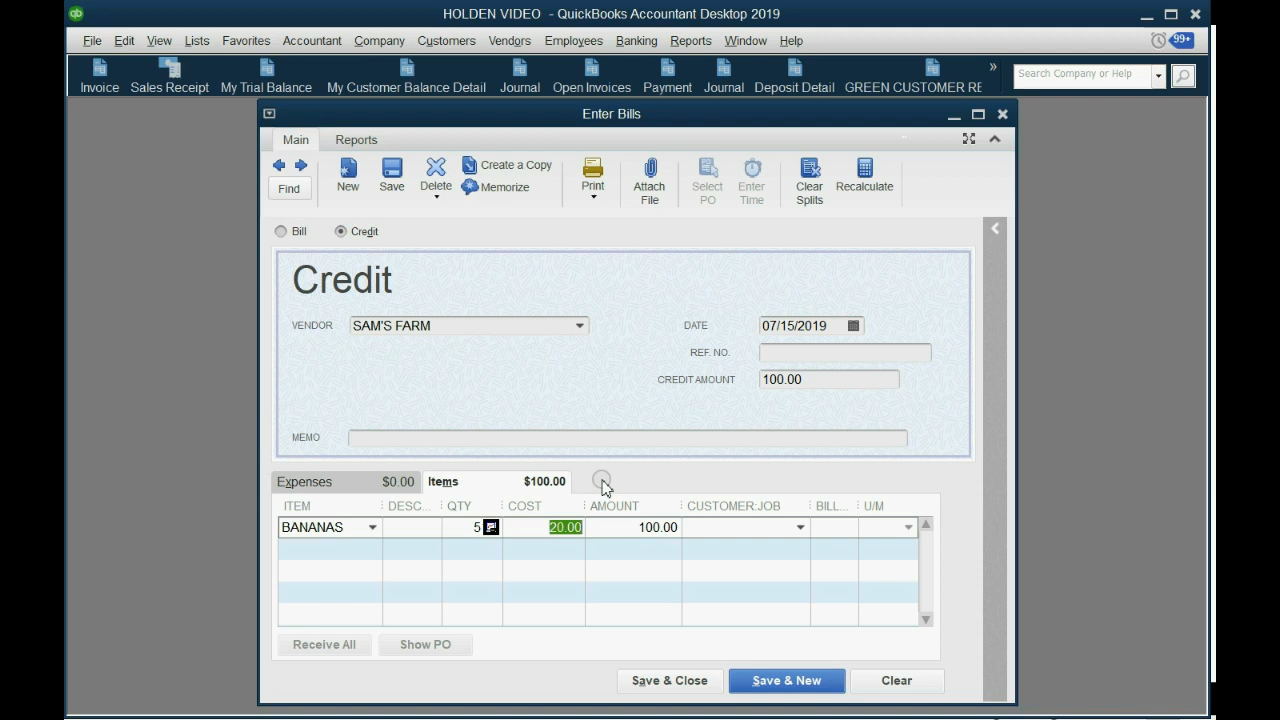 HOLDEN VIDEO - QuickBooks Accountant Desktop 2019
File Edit View Lists Favorites Accountant Company Customers Vendors Employees Banking Reports Window Help
99+
Invoice Sales Receipt My Trial Balance My Customer Balance Detail Journal Open Invoices Payment Journal Deposit Detail GREEN CUSTOMER RE
»
Search Company or Help
Enter Bills
Main Reports
Find
New
Save
Delete
Create a Copy
Memorize
Print
Attach
File
Select
PO
Enter
Time
Clear
Splits
Recalculate
Bill Credit
Credit
VENDOR SAM'S FARM
DATE 07/15/2019
REF. NO.
CREDIT AMOUNT 100.00
MEMO
Expenses $0.00 Items $100.00
ITEM DESC... QTY COST AMOUNT CUSTOMER:JOB BILL... U/M
BANANAS 5 20.00 100.00
Receive All Show PO
Save & Close Save & New Clear